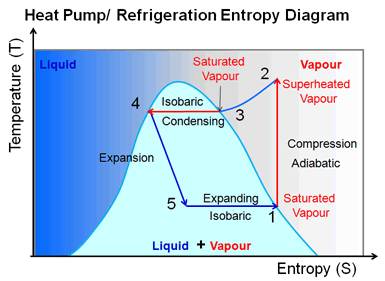 Heat Pump/ Refrigeration Entropy Diagram
Temperature (T)
Liquid
Saturated
Vapour
2
Vapour
Superheated
Vapour
4
Isobaric
Condensing
3
Compression
Adiabatic
Expansion
5
Expanding
Isobaric
1
Saturated
Vapour
Liquid + Vapour
Entropy (S)